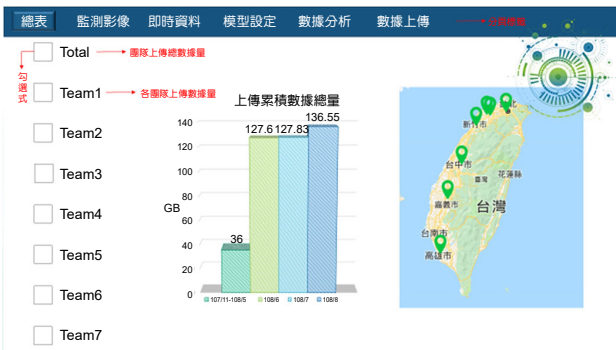 總表 監測影像 即時資料 模型設定 數據分析 數據上傳
Total
團隊上傳總數據量
勾選式
Team1
各團隊上傳數據量
Team2
Team3
Team4
Team5
Team6
Team7
上傳累積數據總量
GB
140
120
100
80
60
40
20
0
36
127.6
127.83
136.55
107/11-108/5
108/6
108/7
108/8
新竹市
台中市
花蓮縣
臺灣
嘉義市
台灣
台南市
高雄市